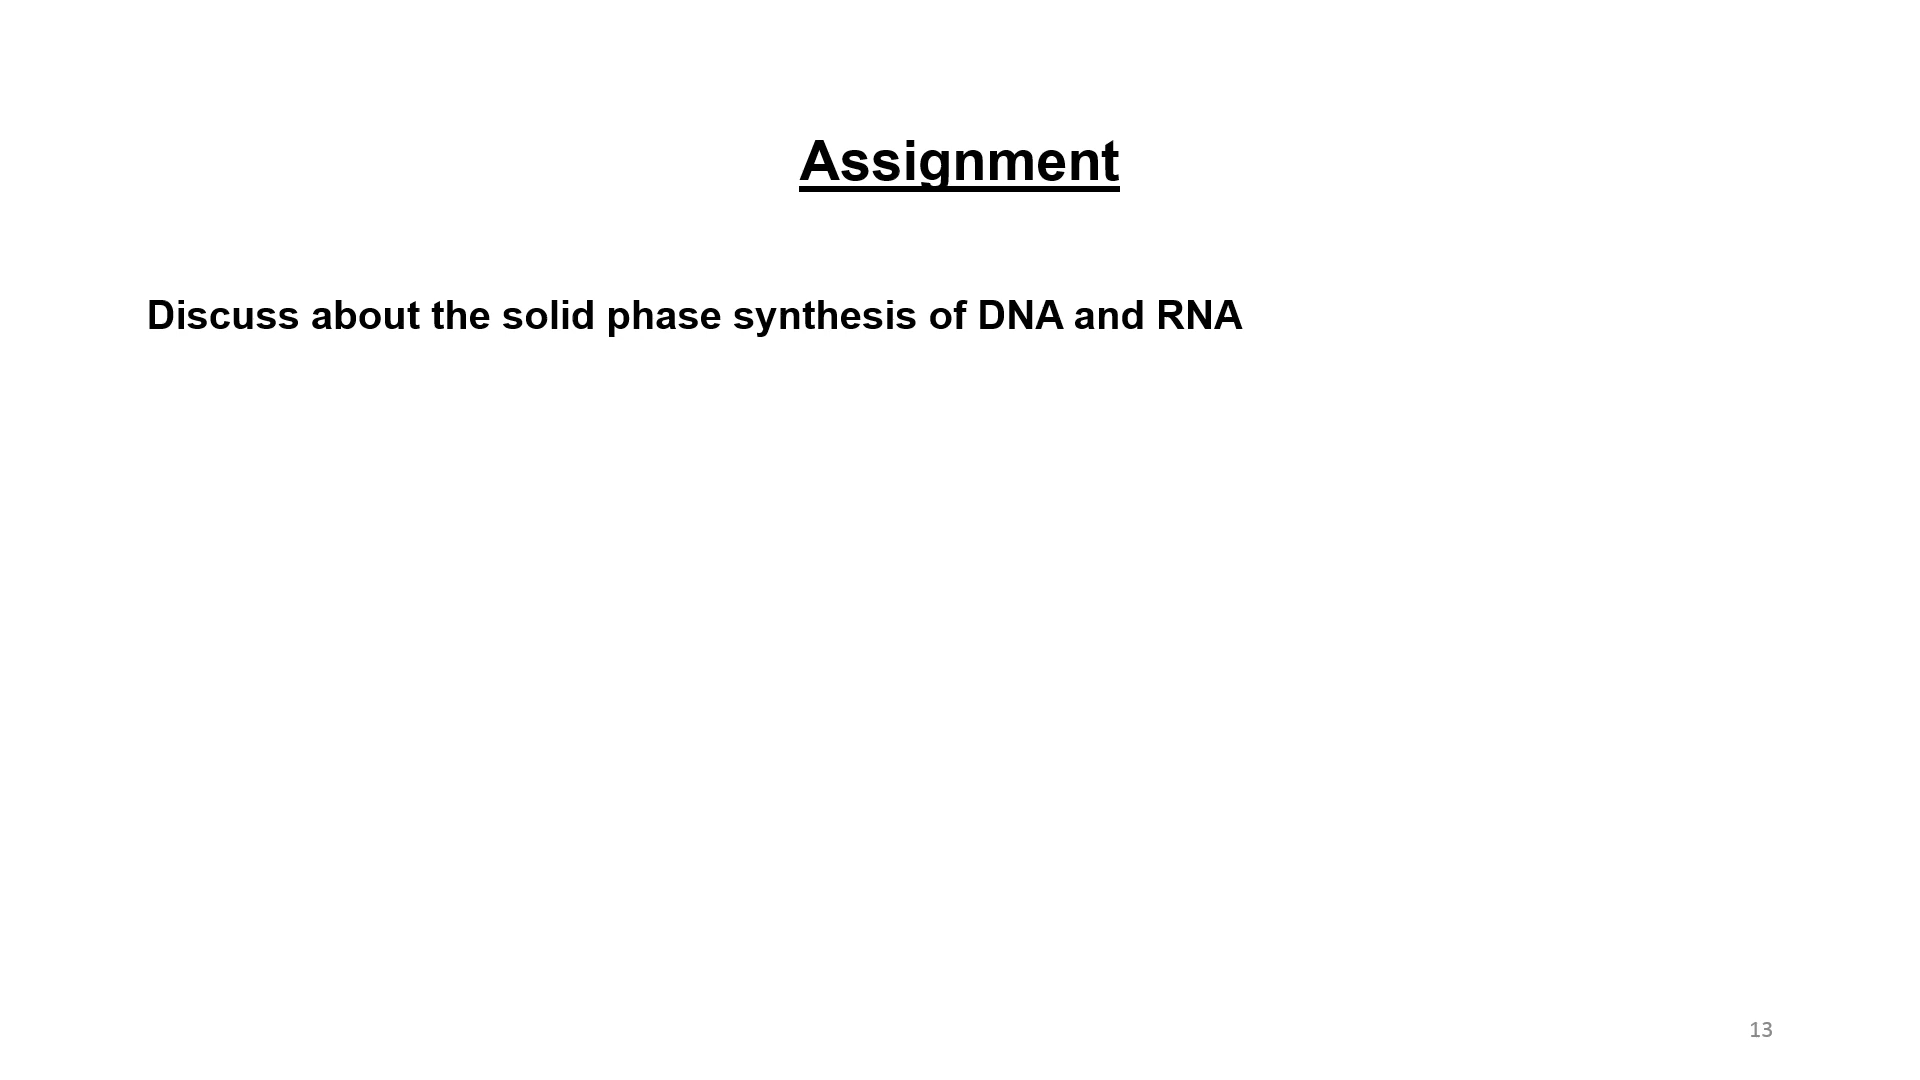 Assignment
Discuss about the solid phase synthesis of DNA and RNA
13